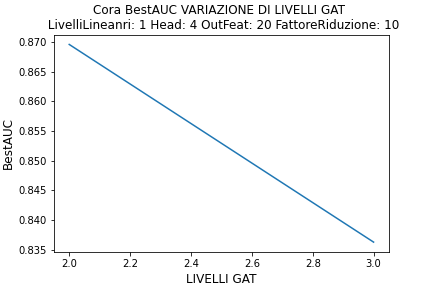 Cora BestAUC VARIAZIONE DI LIVELLI GAT
LivelliLineanri: 1 Head: 4 OutFeat: 20 FattoreRiduzione: 10
0.870
0.865
0.860
0.855
0.850
0.845
0.840
0.835
BestAUC
2.0 2.2 2.4 2.6 2.8 3.0
LIVELLI GAT